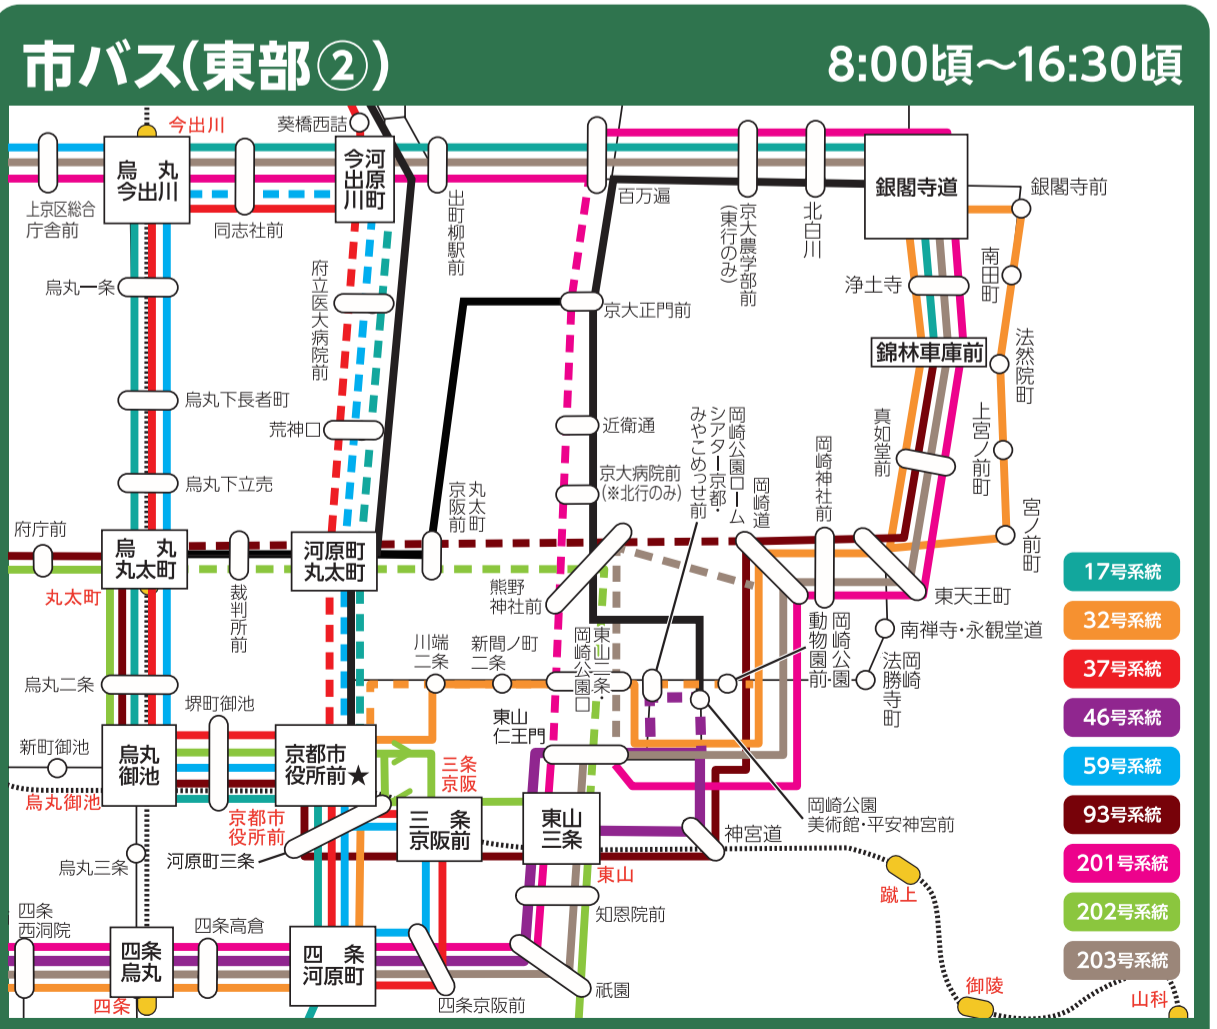 市バス(東部②)
8:00頃～16:30頃
今出川
葵橋西詰
烏丸
今出川
河原町
今出川
上京区総合
庁舎前
同志社前
出町柳駅前
百万遍
京大農学部前
(東行のみ)
北白川
銀閣寺道
銀閣寺前
烏丸一条
府立医大病院前
京大正門前
浄土寺
南田町
錦林車庫前
法然院町
烏丸下長者町
荒神口
近衛通
岡崎公園ローム
シアター京都・
みやこめっせ前
真如堂前
上宮ノ前町
烏丸下立売
京大病院前
(※北行のみ)
岡崎道
岡崎神社前
丸太町
京阪前
宮ノ前町
府庁前
烏丸
丸太町
河原町
丸太町
丸太町
裁判所前
熊野
神社前
東天王町
17号系統
32号系統
37号系統
46号系統
59号系統
93号系統
201号系統
202号系統
203号系統
川端
二条
新間ノ町
二条
東山二条・
岡崎公園口
岡崎公園
動物園前
南禅寺・永観堂道
岡崎
法勝寺町
烏丸二条
堺町御池
東山
仁王門
新町御池
烏丸
御池
京都市
役所前★
三条
京阪
烏丸御池
京都市
役所前
三条
京阪前
東山
三条
岡崎公園
美術館・平安神宮前
神宮道
河原町三条
烏丸三条
東山
蹴上
知恩院前
四条
西洞院
四条高倉
四条
烏丸
四条
河原町
四条
四条京阪前
祇園
御陵
山科